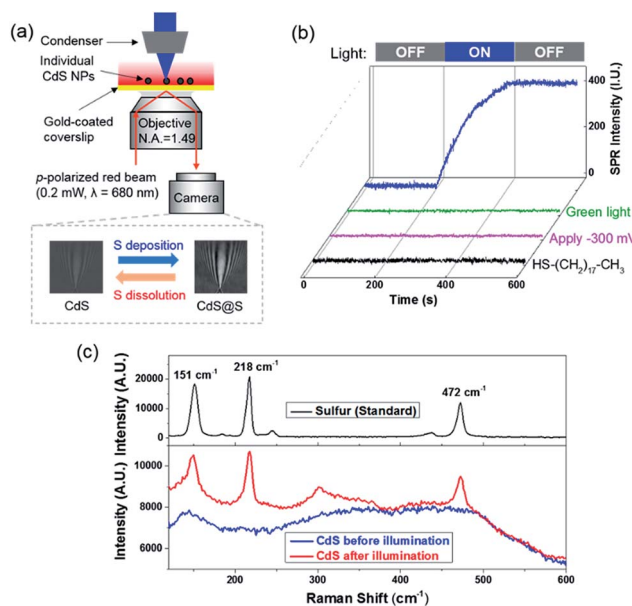 (a)
Condenser
Individual
CdS NPs
Gold-coated
coverslip
Objective
N.A.=1.49
p-polarized red beam
(0.2 mW, λ = 680 nm)
Camera
S deposition
S dissolution
CdS
CdS@S
(b)
Light: OFF ON OFF
400
200
0
SPR Intensity (I.U.)
Green light
Apply -300 mV
HS-(CH2)17-CH3
0 200 400 600
Time (s)
(c)
151 cm-1
218 cm-1
472 cm-1
20000
10000
0
Intensity (A.U.)
Sulfur (Standard)
10000
8000
6000
Intensity (A.U.)
CdS before illumination
CdS after illumination
200 300 400 500 600
Raman Shift (cm-1)